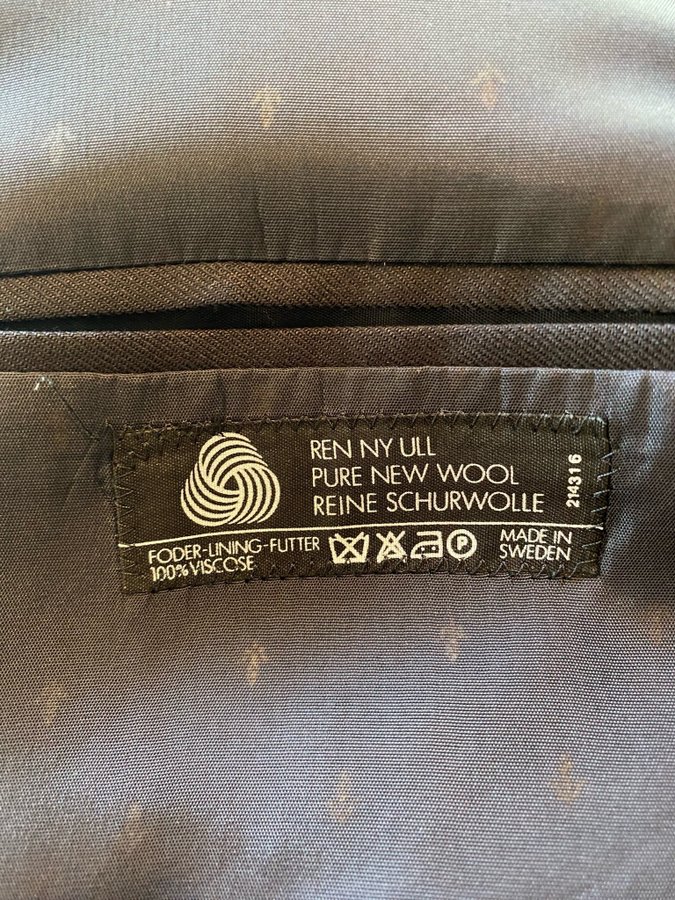 REN NY ULL
PURE NEW WOOL
REINE SCHURWOLLE
214316
FODER-LINING-FUTTER
100% VISCOSE
P
MADE IN
SWEDEN